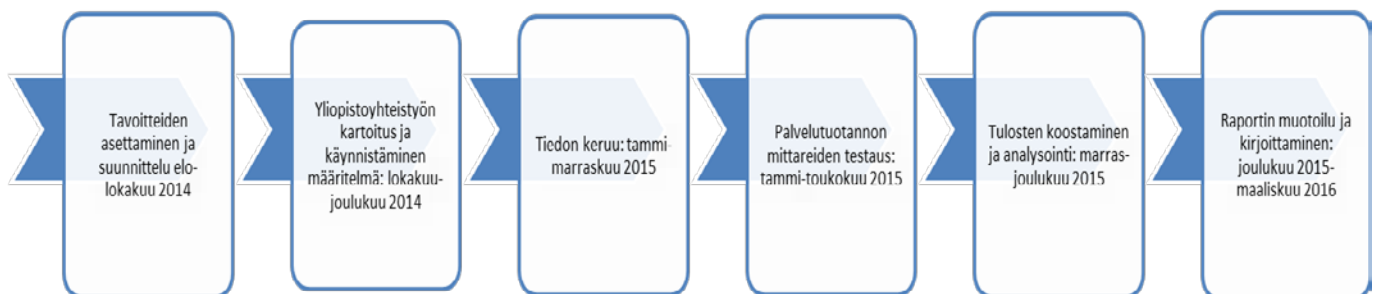 Tavoitteiden
asettaminen ja
suunnittelu elo-
lokakuu 2014
Yliopistoyhteistyön
kartoitus ja
käynnistäminen
määritelmä: lokakuu-
joulukuu 2014
Tiedon keruu: tammi-
marraskuu 2015
Palvelutuotannon
mittareiden testaus:
tammi-toukokuu 2015
Tulosten koostaminen
ja analysointi: marras-
joulukuu 2015
Raportin muotoilu ja
kirjoittaminen:
joulukuu 2015-
maaliskuu 2016